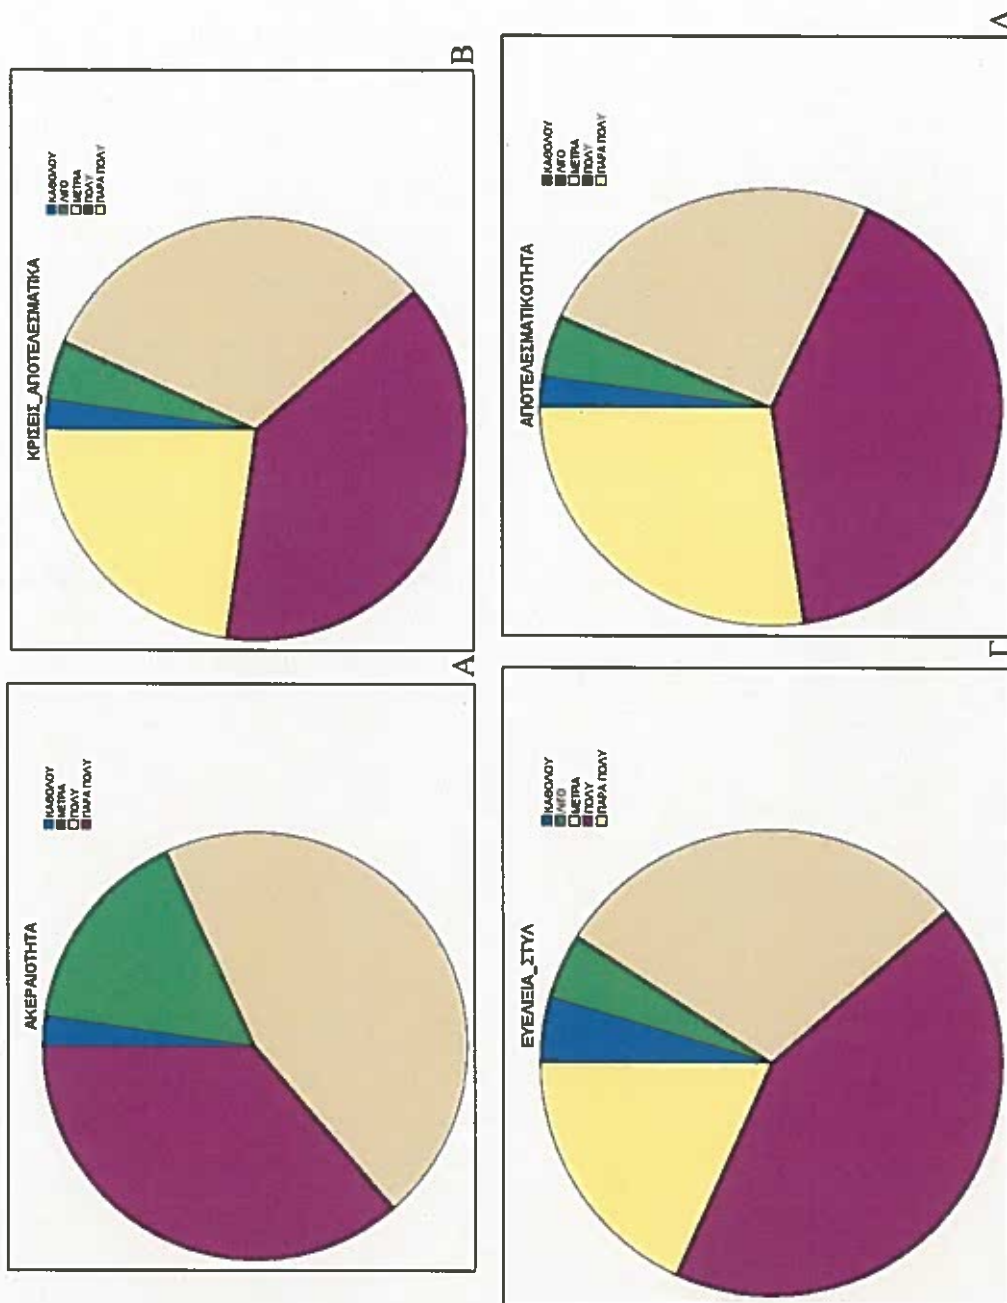 ΑΚΕΡΑΙΟΤΗΤΑ
ΚΑΘΟΛΟΥ
ΜΕΤΡΙΑ
ΠΟΛΥ
ΠΑΡΑ ΠΟΛΥ
Α
ΚΡΙΣΕΙΣ_ΑΠΟΤΕΛΕΣΜΑΤΙΚΑ
ΚΑΘΟΛΟΥ
ΛΙΓΟ
ΜΕΤΡΙΑ
ΠΟΛΥ
ΠΑΡΑ ΠΟΛΥ
Β
ΕΥΕΛΙΞΙΑ_ΣΤΥΛ
ΚΑΘΟΛΟΥ
ΛΙΓΟ
ΜΕΤΡΙΑ
ΠΟΛΥ
ΠΑΡΑ ΠΟΛΥ
Γ
ΑΠΟΤΕΛΕΣΜΑΤΙΚΟΤΗΤΑ
ΚΑΘΟΛΟΥ
ΛΙΓΟ
ΜΕΤΡΙΑ
ΠΟΛΥ
ΠΑΡΑ ΠΟΛΥ
Δ